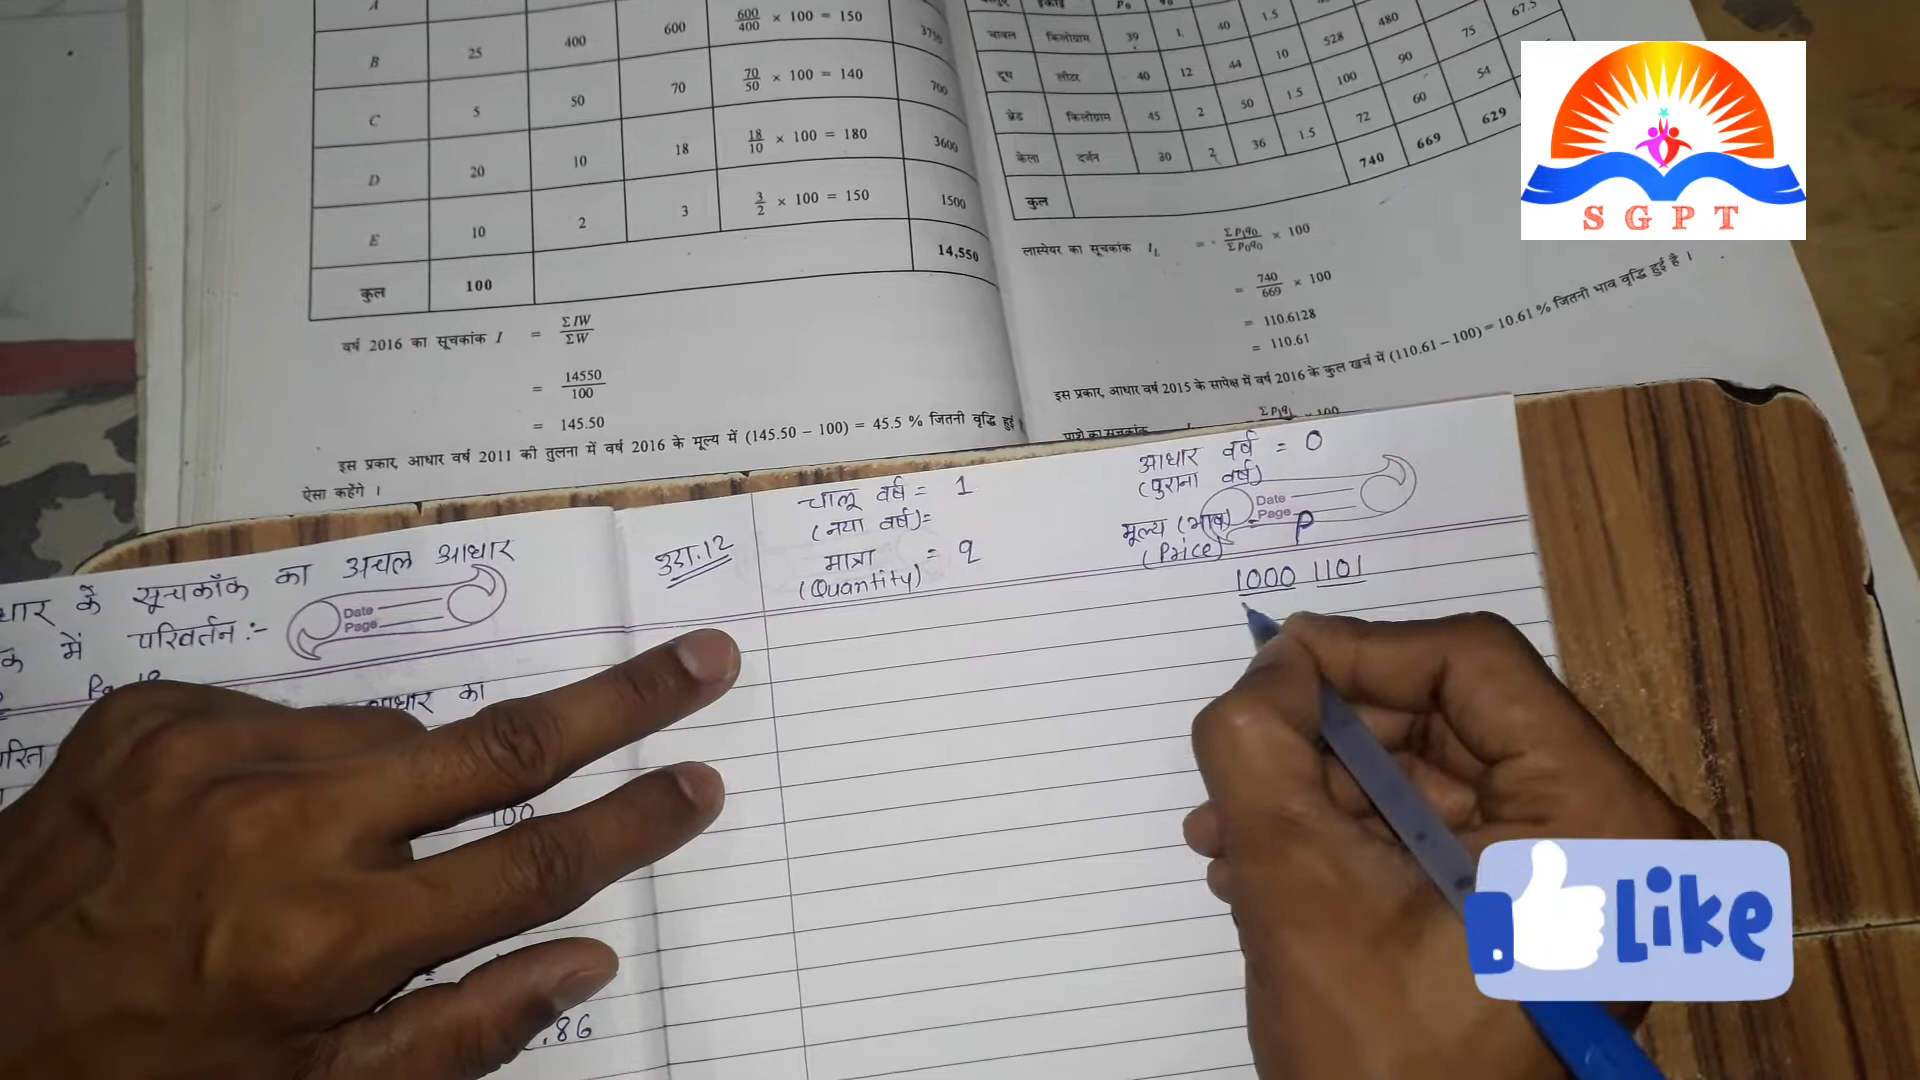 A
B 25 400 600 600/400 × 100 = 150
C 5 50 70 70/50 × 100 = 140 700
D 20 10 18 18/10 × 100 = 180 3600
E 10 2 3 3/2 × 100 = 150 1500
कुल 100 14,550
वर्ष 2016 का सूचकांक I = ΣIW/ΣW
= 14550/100
= 145.50
इस प्रकार, आधार वर्ष 2011 की तुलना में वर्ष 2016 के मूल्य में (145.50 – 100) = 45.5 % जितनी वृद्धि हुई
ऐसा कहेंगे ।
चावल किलोग्राम 39 40 1.5 480
दूध लीटर 40 12 44 10 528 90 75 67.5
ब्रेड किलोग्राम 45 2 50 1.5 100 60 54
केला दर्जन 30 2 36 1.5 72 669 629
कुल 740
लास्पेयर का सूचकांक I_L = ΣP₁q₀/ΣP₀q₀ × 100
= 740/669 × 100
= 110.6128
= 110.61
इस प्रकार, आधार वर्ष 2015 के सापेक्ष में वर्ष 2016 के कुल खर्च में (110.61 – 100) = 10.61 % जितनी भाव वृद्धि हुई है ।
SGPT
धार के सूचकाँक का अचल आधार
क में परिवर्तन :-
Date
Page
आधार का
100
.86
उदा.12
चालू वर्ष = 1
(नया वर्ष)=
मात्रा = q
(Quantity)
आधार वर्ष = 0
(पुराना वर्ष)
Date
Page
मूल्य (भाव) = P
(Price)
1000 1101
Like